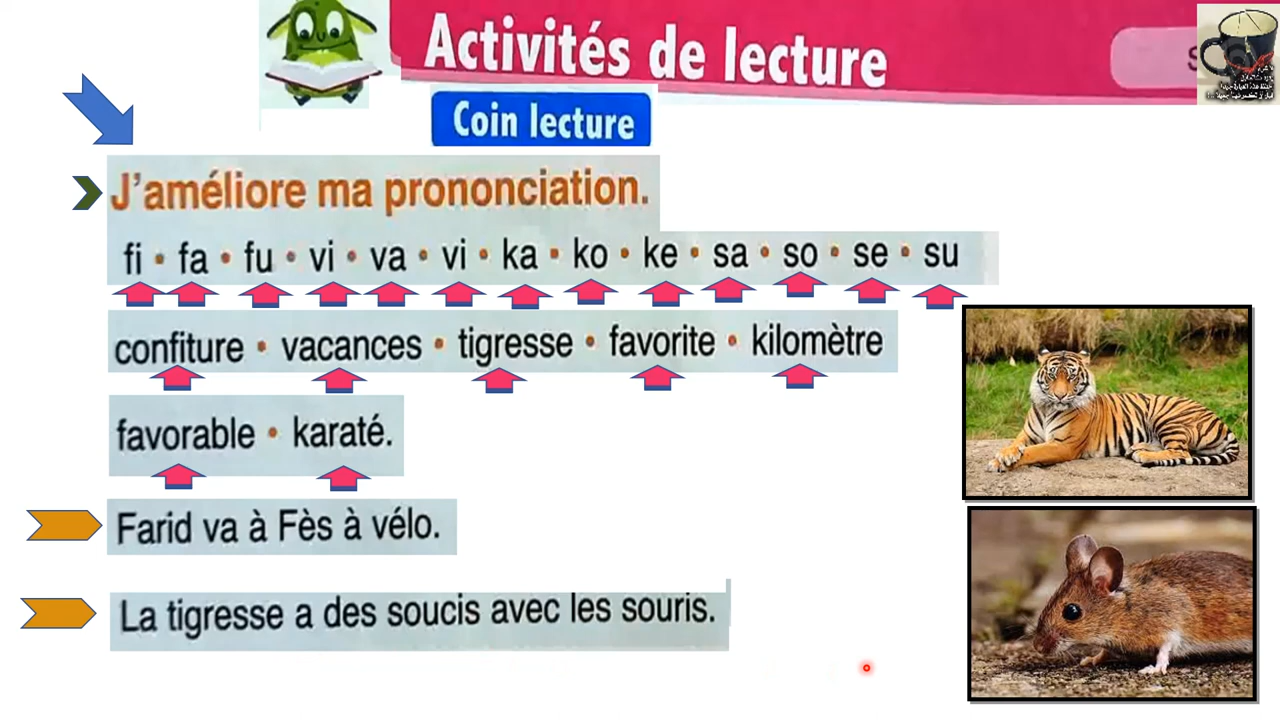 Activités de lecture
Coin lecture
J'améliore ma prononciation.
fi • fa • fu • vi • va • vi • ka • ko • ke • sa • so • se • su
confiture • vacances • tigresse • favorite • kilomètre
favorable • karaté.
Farid va à Fès à vélo.
La tigresse a des soucis avec les souris.